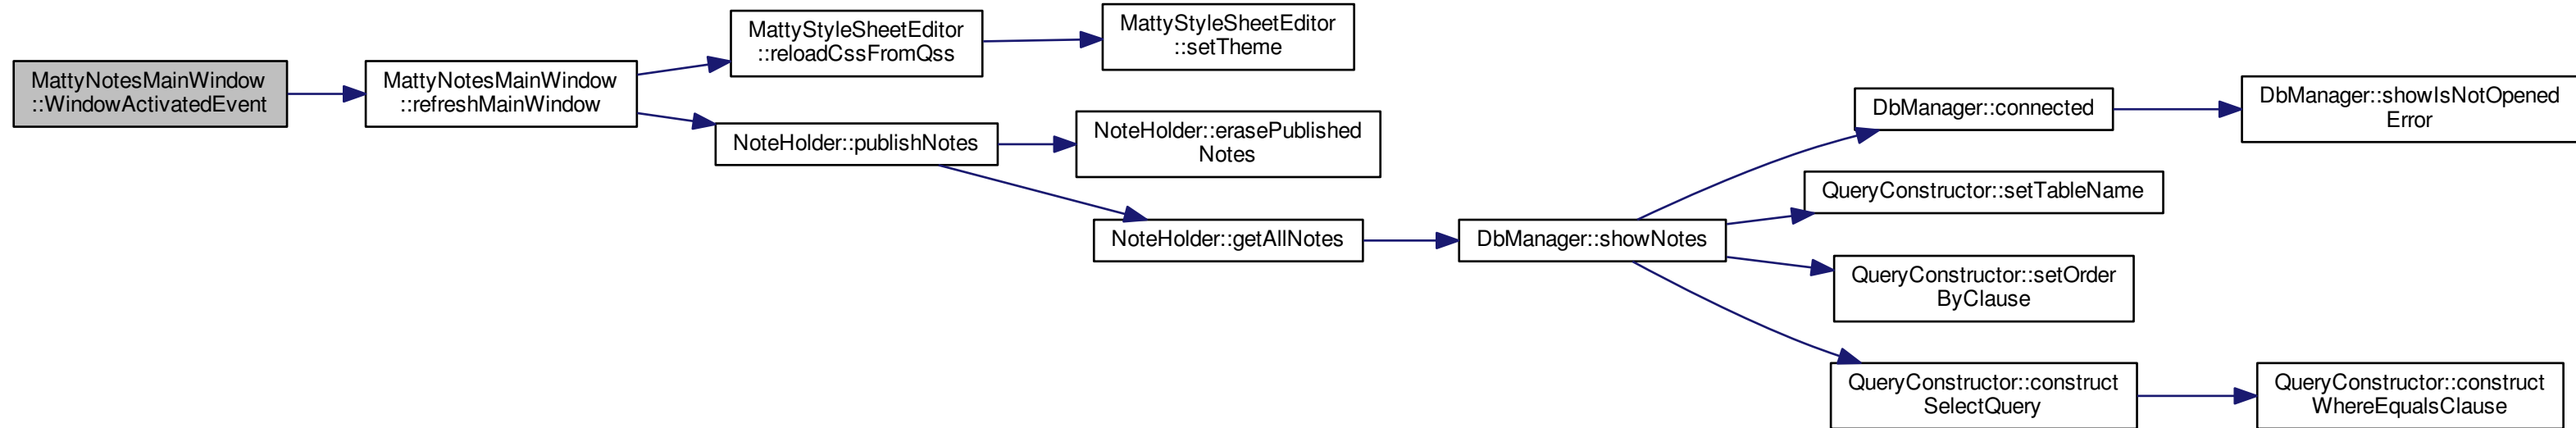 MattyNotesMainWindow
::WindowActivatedEvent
MattyNotesMainWindow
::refreshMainWindow
MattyStyleSheetEditor
::reloadCssFromQss
MattyStyleSheetEditor
::setTheme
NoteHolder::publishNotes
NoteHolder::erasePublished
Notes
NoteHolder::getAllNotes
DbManager::showNotes
DbManager::connected
DbManager::showIsNotOpened
Error
QueryConstructor::setTableName
QueryConstructor::setOrder
ByClause
QueryConstructor::construct
SelectQuery
QueryConstructor::construct
WhereEqualsClause